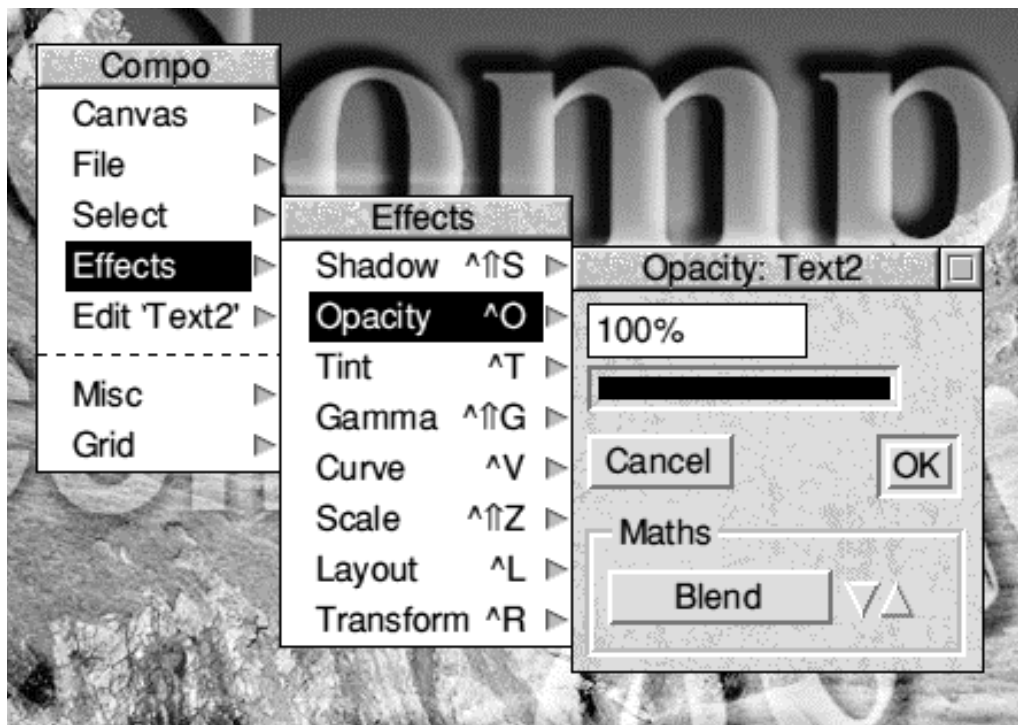 omp
Compo
Canvas
File
Select
Effects
Edit 'Text2'
Misc
Grid
Effects
Shadow ^⇑S
Opacity ^O
Tint ^T
Gamma ^⇑G
Curve ^V
Scale ^⇑Z
Layout ^L
Transform ^R
Opacity: Text2
100%
Cancel
OK
Maths
Blend